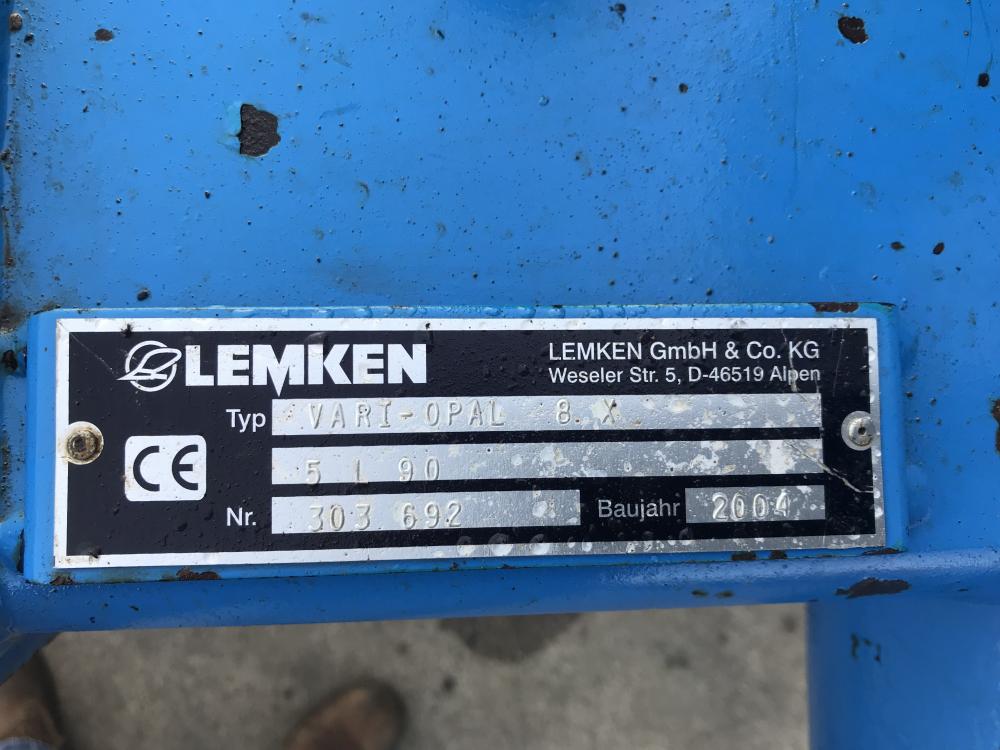 LEMKEN
LEMKEN GmbH & Co. KG
Weseler Str. 5, D-46519 Alpen
Typ VARI-OPAL 8 X
5 L 90
CE
Nr. 303 692 Baujahr 2004